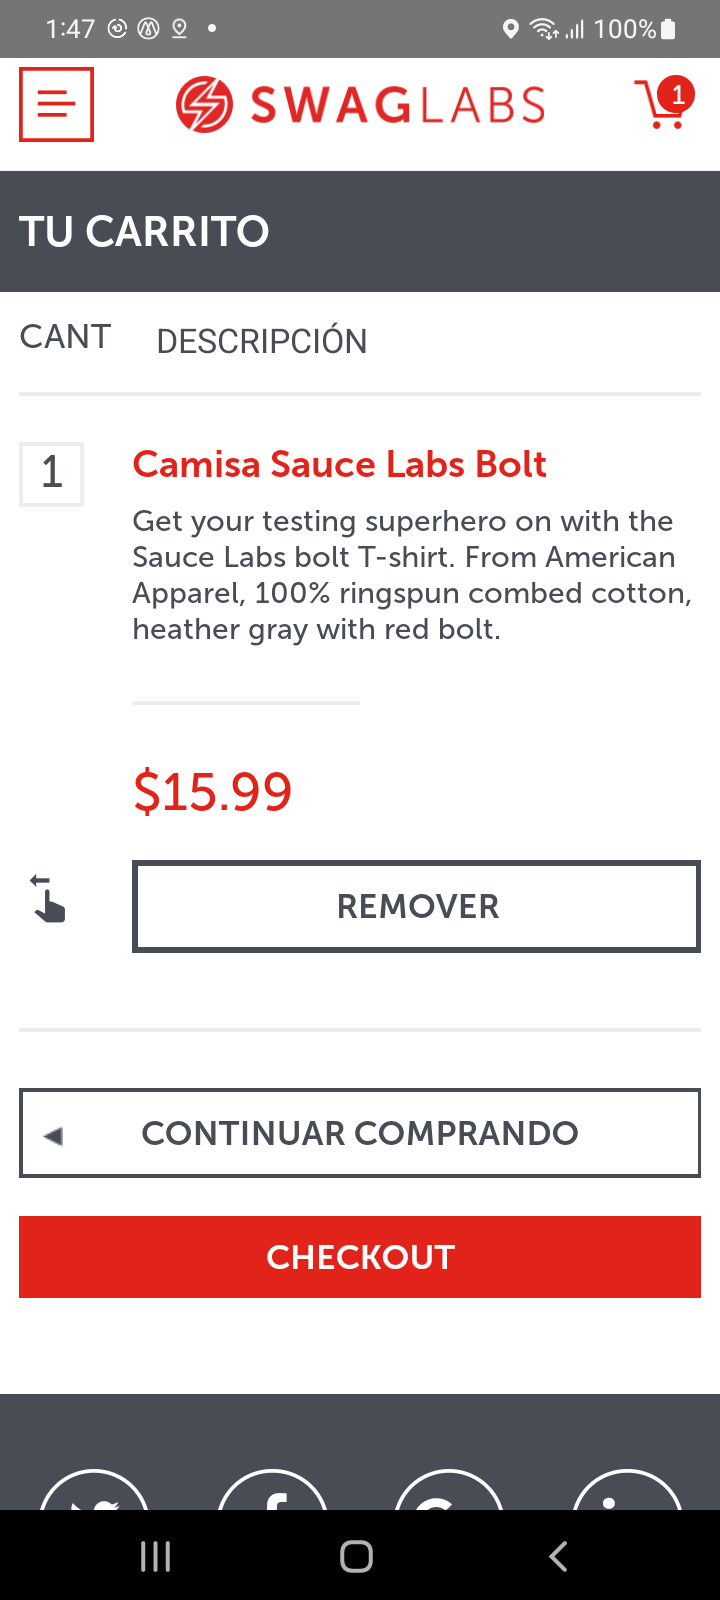 1:47 100%
SWAGLABS 1
TU CARRITO
CANT DESCRIPCIÓN
1 Camisa Sauce Labs Bolt
Get your testing superhero on with the
Sauce Labs bolt T-shirt. From American
Apparel, 100% ringspun combed cotton,
heather gray with red bolt.
$15.99
REMOVER
CONTINUAR COMPRANDO
CHECKOUT